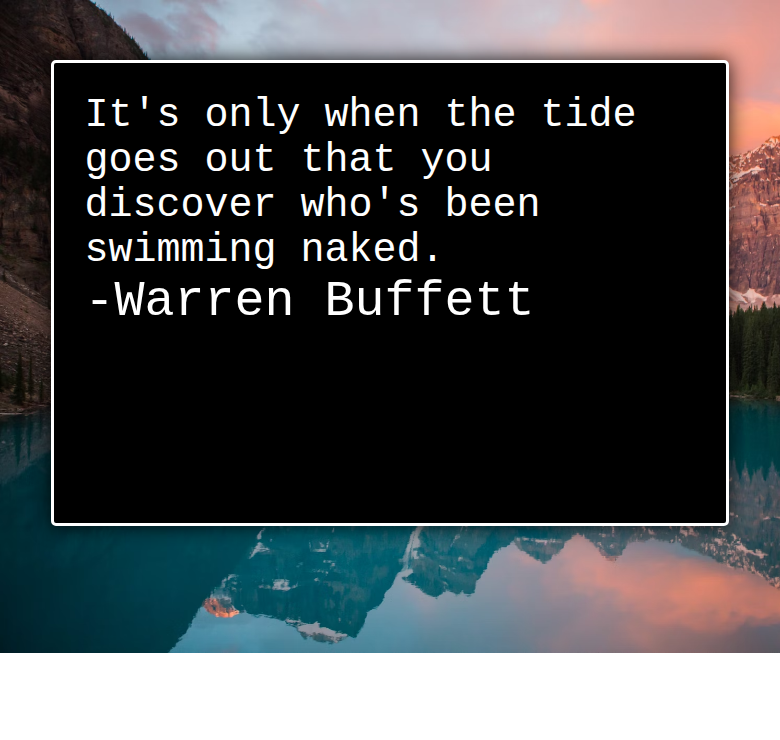 It's only when the tide
goes out that you
discover who's been
swimming naked.
-Warren Buffett